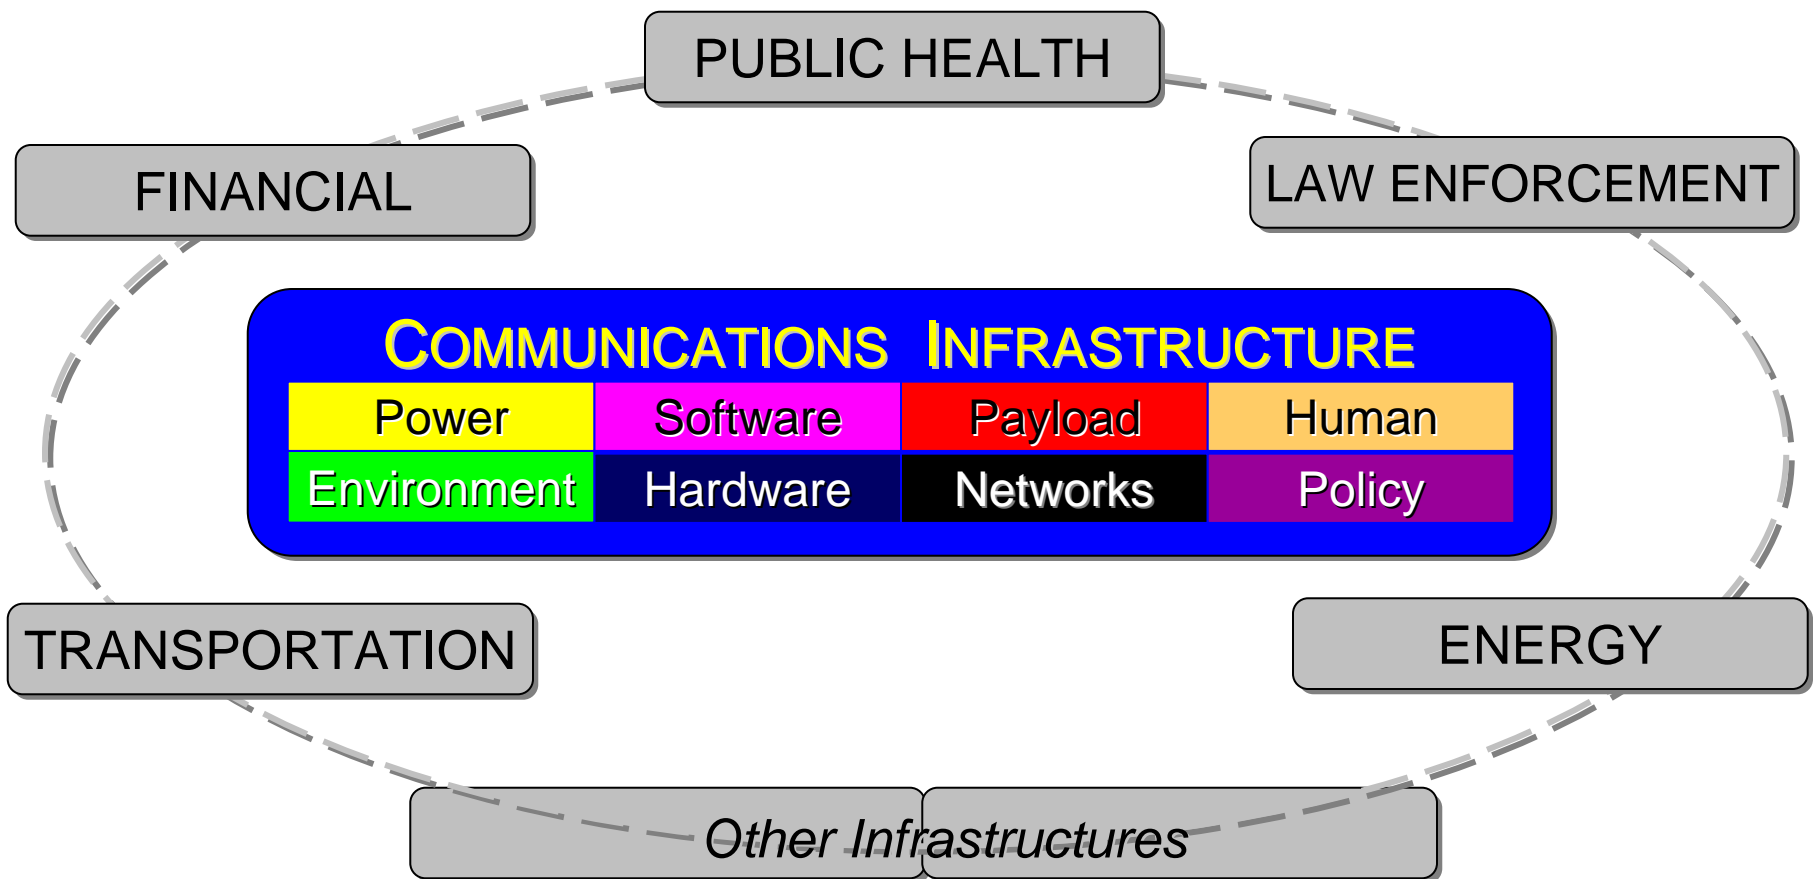 PUBLIC HEALTH
FINANCIAL
LAW ENFORCEMENT
COMMUNICATIONS INFRASTRUCTURE
Power Software Payload Human
Environment Hardware Networks Policy
TRANSPORTATION
ENERGY
Other Infrastructures